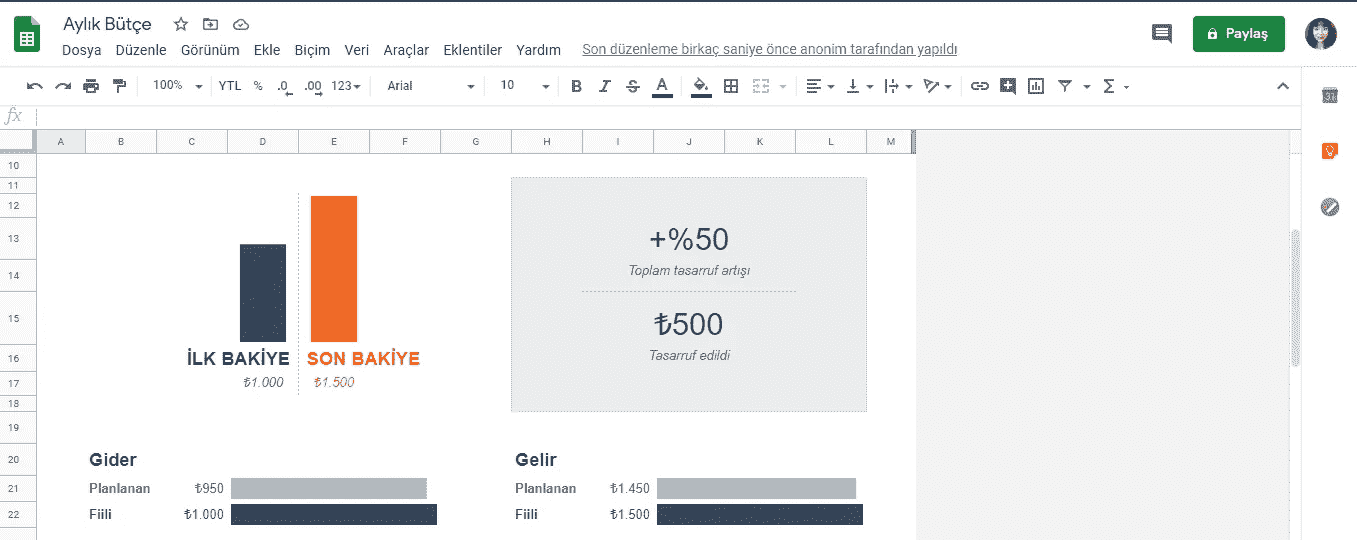 Aylık Bütçe
Dosya Düzenle Görünüm Ekle Biçim Veri Araçlar Eklentiler Yardım Son düzenleme birkaç saniye önce anonim tarafından yapıldı
Paylaş
100% YTL % .0 .00 123 Arial 10 B I S A Σ
31
fx
A B C D E F G H I J K L M
10
11
12
13
14
15
16
17
18
19
20
21
22
İLK BAKİYE SON BAKİYE
₺1.000 ₺1.500
+%50
Toplam tasarruf artışı
₺500
Tasarruf edildi
Gider
Planlanan ₺950
Fiili ₺1.000
Gelir
Planlanan ₺1.450
Fiili ₺1.500